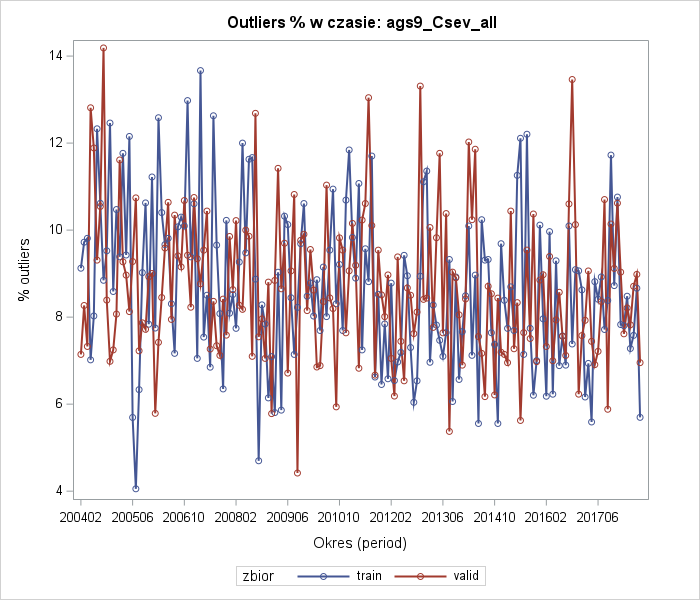 Outliers % w czasie: ags9_Csev_all
% outliers
14
12
10
8
6
4
200402 200506 200610 200802 200906 201010 201202 201306 201410 201602 201706
Okres (period)
zbior train valid